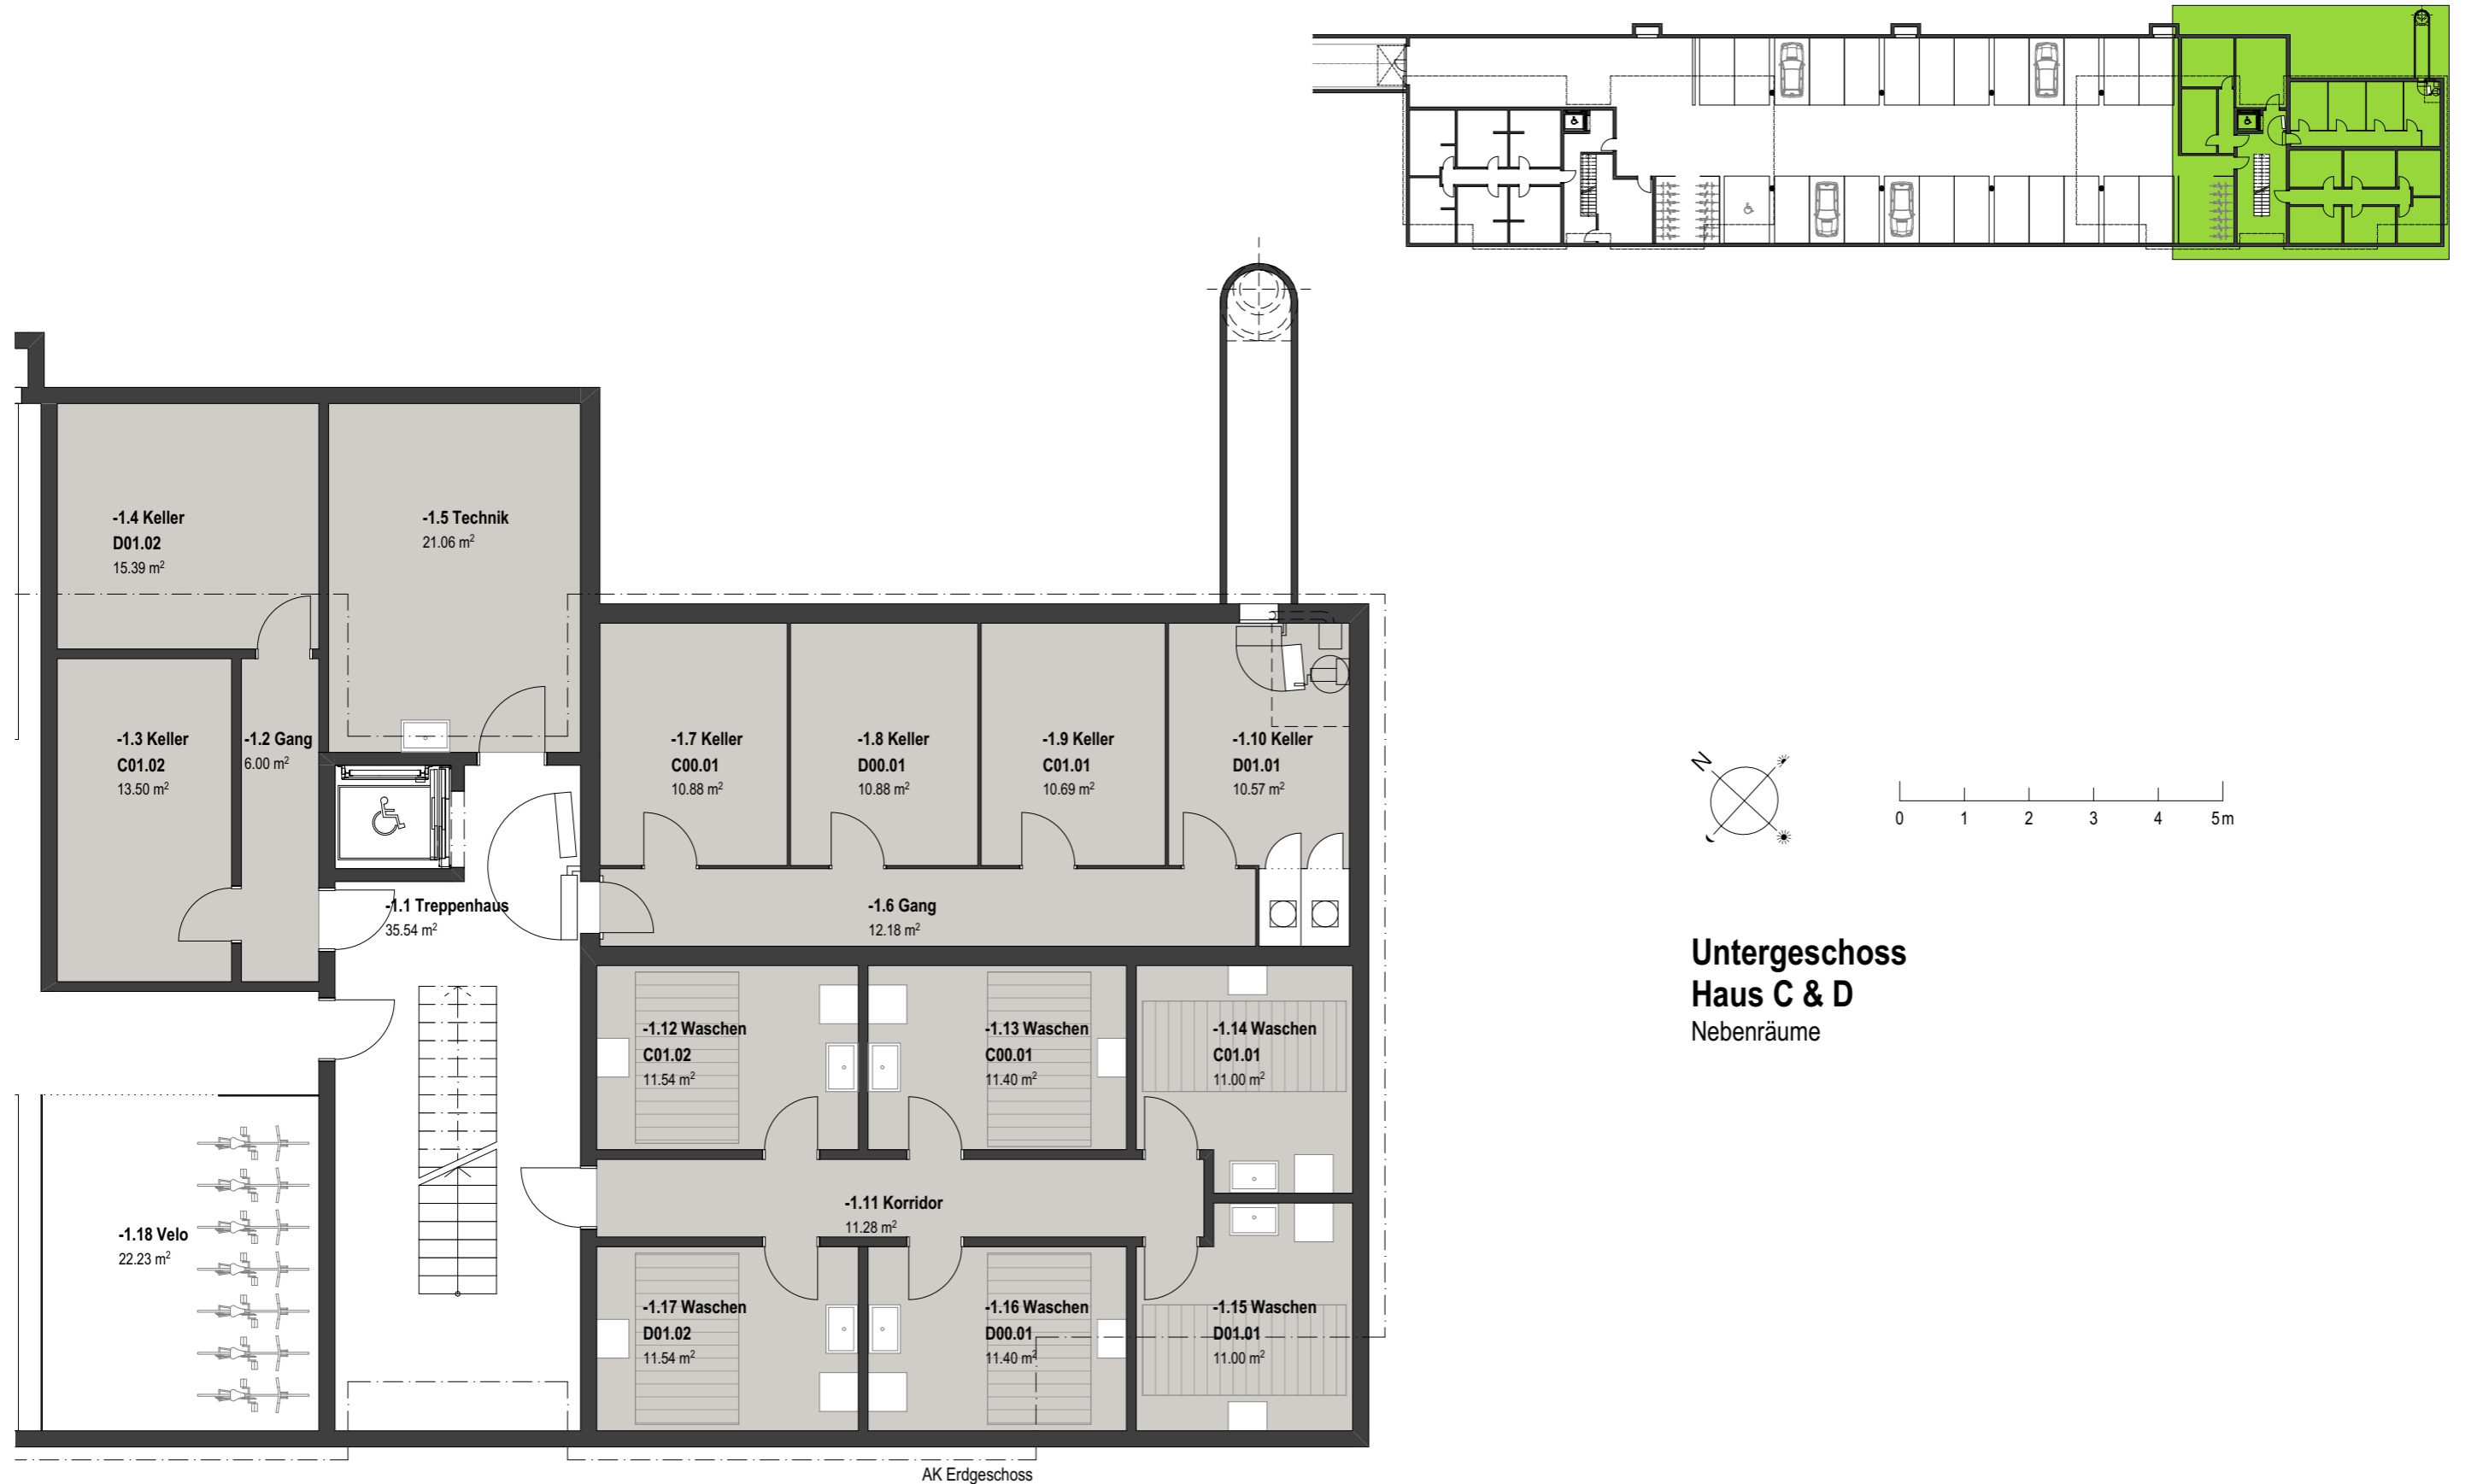 -1.4 Keller
D01.02
15.39 m²
-1.5 Technik
21.06 m²
-1.3 Keller
C01.02
13.50 m²
-1.2 Gang
6.00 m²
-1.7 Keller
C00.01
10.88 m²
-1.8 Keller
D00.01
10.88 m²
-1.9 Keller
C01.01
10.69 m²
-1.10 Keller
D01.01
10.57 m²
-1.1 Treppenhaus
35.54 m²
-1.6 Gang
12.18 m²
-1.12 Waschen
C01.02
11.54 m²
-1.13 Waschen
C00.01
11.40 m²
-1.14 Waschen
C01.01
11.00 m²
-1.11 Korridor
11.28 m²
-1.18 Velo
22.23 m²
-1.17 Waschen
D01.02
11.54 m²
-1.16 Waschen
D00.01
11.40 m²
-1.15 Waschen
D01.01
11.00 m²
AK Erdgeschoss
N
0 1 2 3 4 5m
Untergeschoss
Haus C & D
Nebenräume